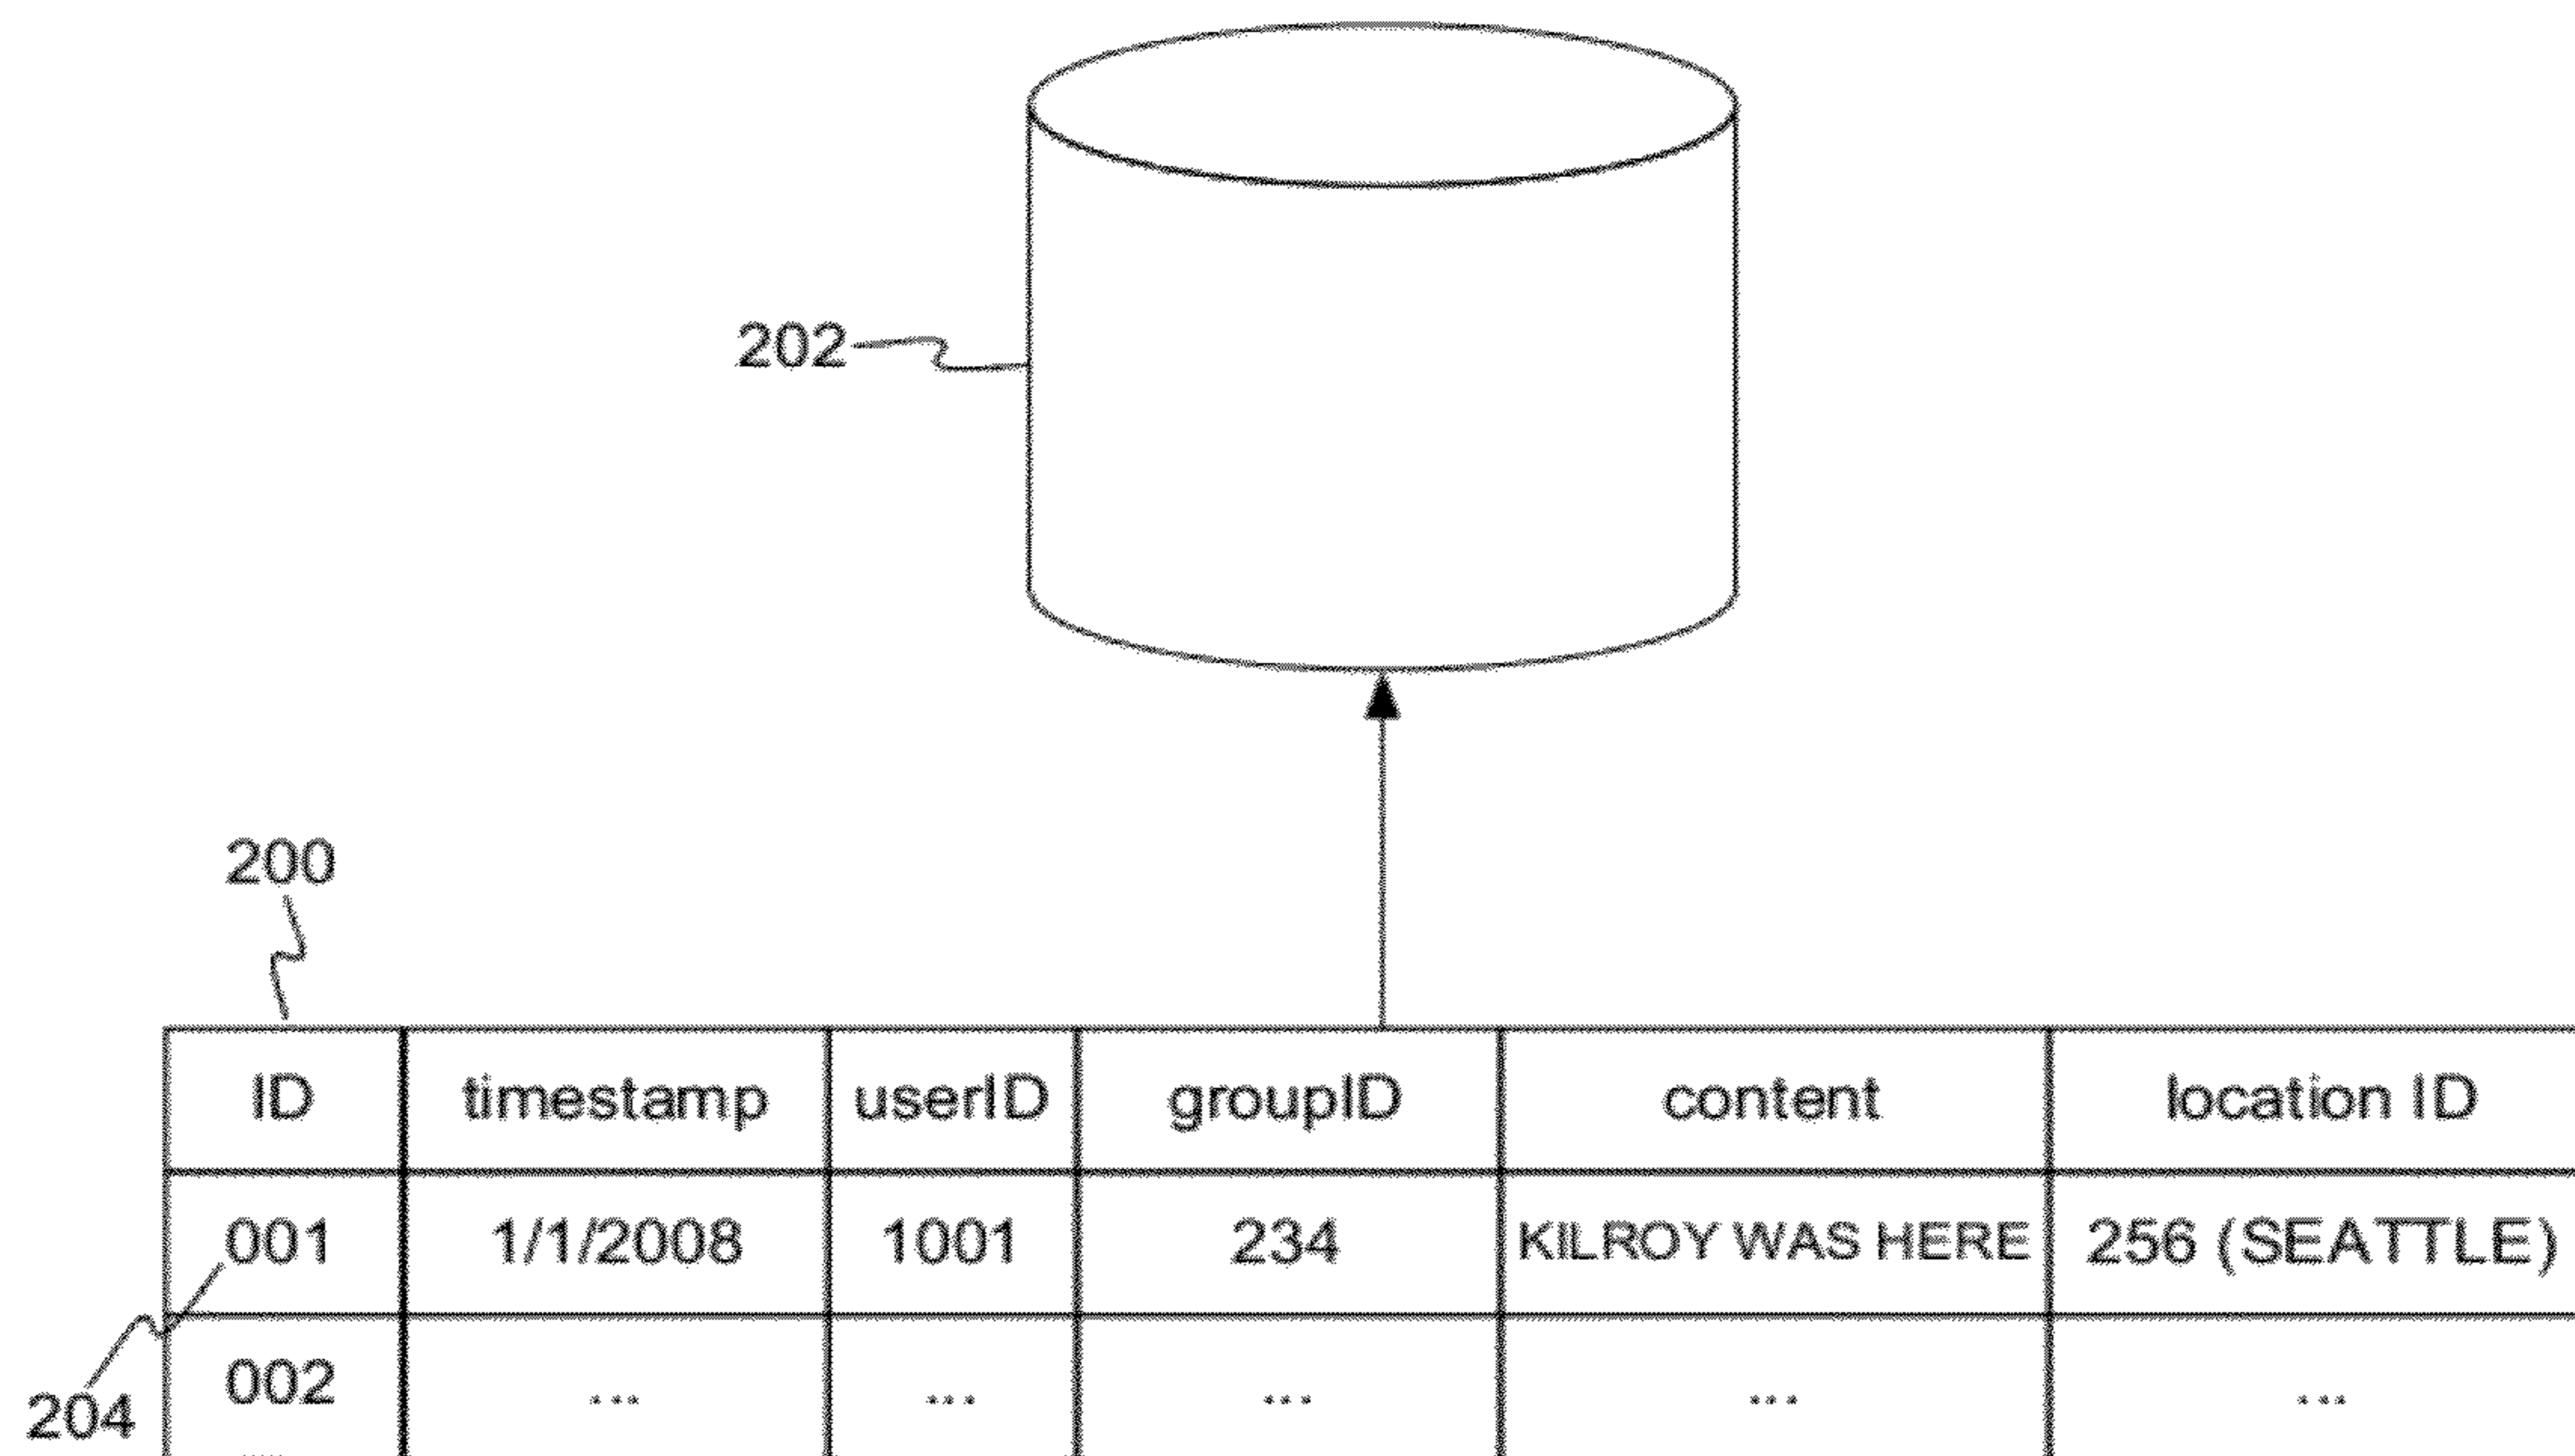 202
200
ID timestamp userID groupID content location ID
001 1/1/2008 1001 234 KILROY WAS HERE 256 (SEATTLE)
002 ... ... ... ... ...
204